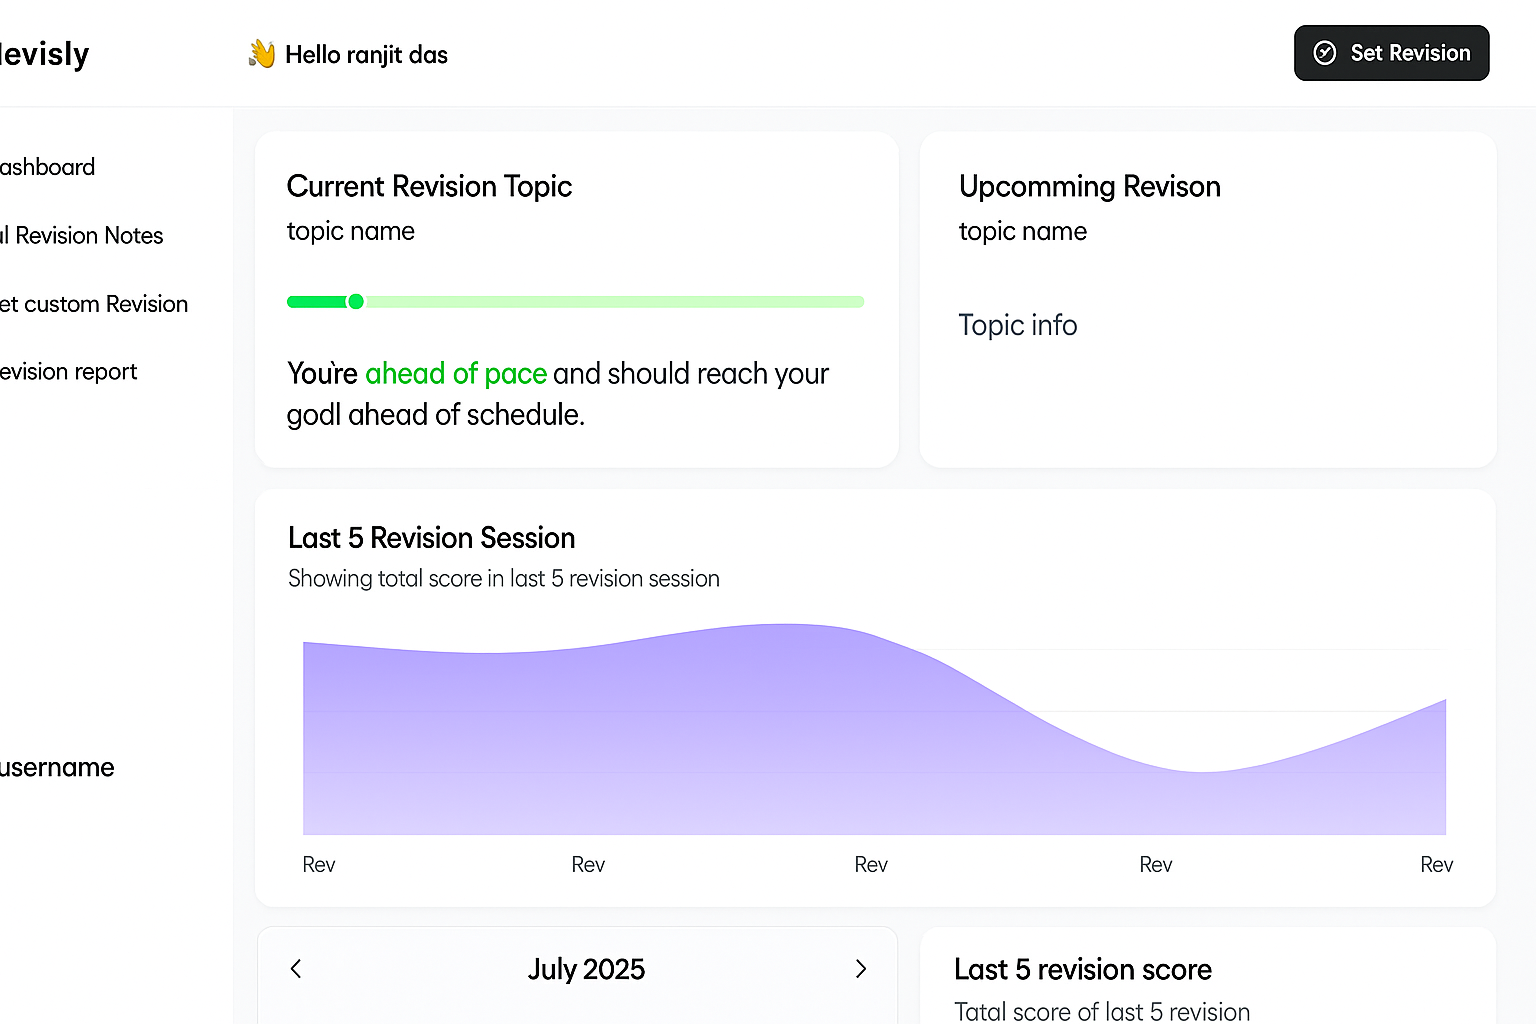 levisly
👋 Hello ranjit das
Set Revision
ashboard
ul Revision Notes
et custom Revision
evision report
username
Current Revision Topic
topic name
You're ahead of pace and should reach your
godl ahead of schedule.
Upcomming Revison
topic name
Topic info
Last 5 Revision Session
Showing total score in last 5 revision session
Rev Rev Rev Rev Rev
July 2025
Last 5 revision score
Tatal score of last 5 revision